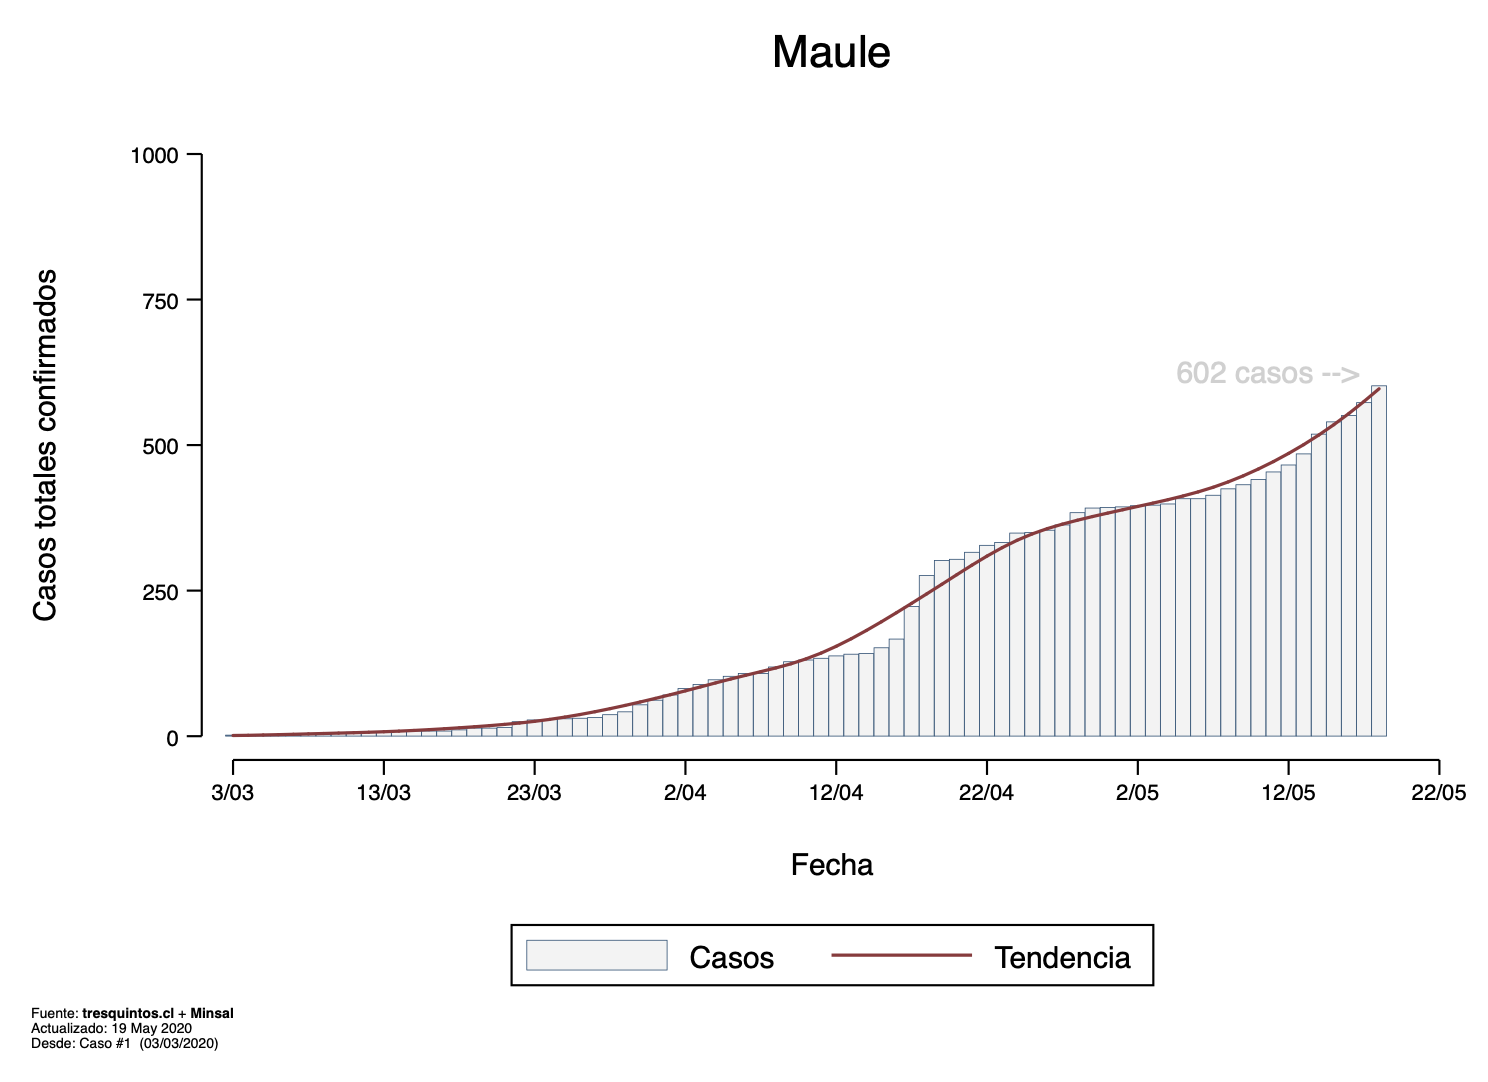 Maule
Casos totales confirmados
1000
750
500
250
0
602 casos -->
3/03 13/03 23/03 2/04 12/04 22/04 2/05 12/05 22/05
Fecha
Casos Tendencia
Fuente: tresquintos.cl + Minsal
Actualizado: 19 May 2020
Desde: Caso #1 (03/03/2020)